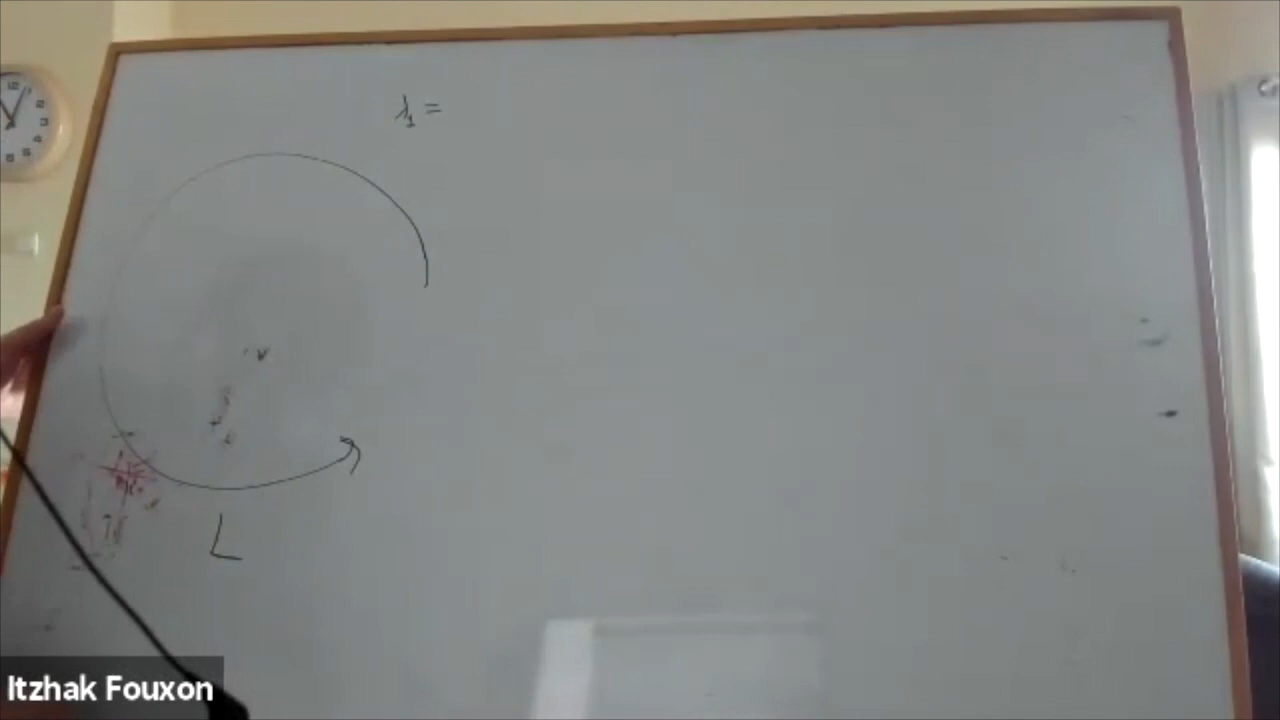 λ₁ =
L
Itzhak Fouxon